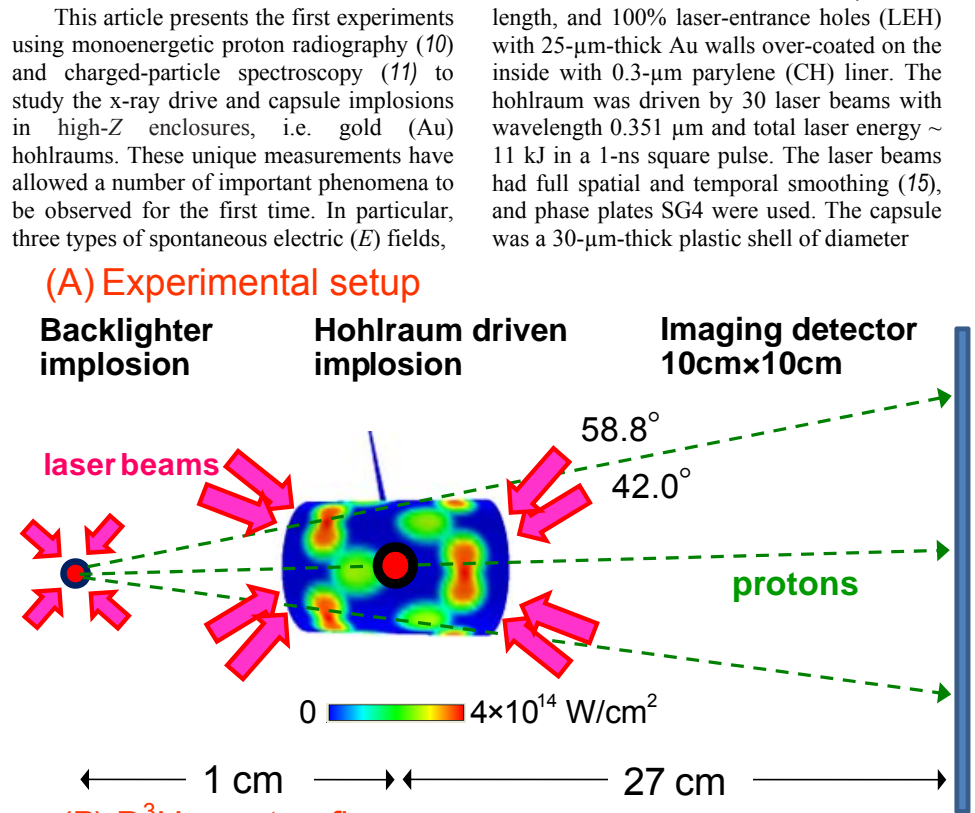 This article presents the first experiments
using monoenergetic proton radiography (10)
and charged-particle spectroscopy (11) to
study the x-ray drive and capsule implosions
in high-Z enclosures, i.e. gold (Au)
hohlraums. These unique measurements have
allowed a number of important phenomena to
be observed for the first time. In particular,
three types of spontaneous electric (E) fields,
length, and 100% laser-entrance holes (LEH)
with 25-µm-thick Au walls over-coated on the
inside with 0.3-µm parylene (CH) liner. The
hohlraum was driven by 30 laser beams with
wavelength 0.351 µm and total laser energy ~
11 kJ in a 1-ns square pulse. The laser beams
had full spatial and temporal smoothing (15),
and phase plates SG4 were used. The capsule
was a 30-µm-thick plastic shell of diameter
(A) Experimental setup
Backlighter
implosion
Hohlraum driven
implosion
Imaging detector
10cm×10cm
58.8°
42.0°
laser beams
protons
0
4×10¹⁴ W/cm²
1 cm
27 cm